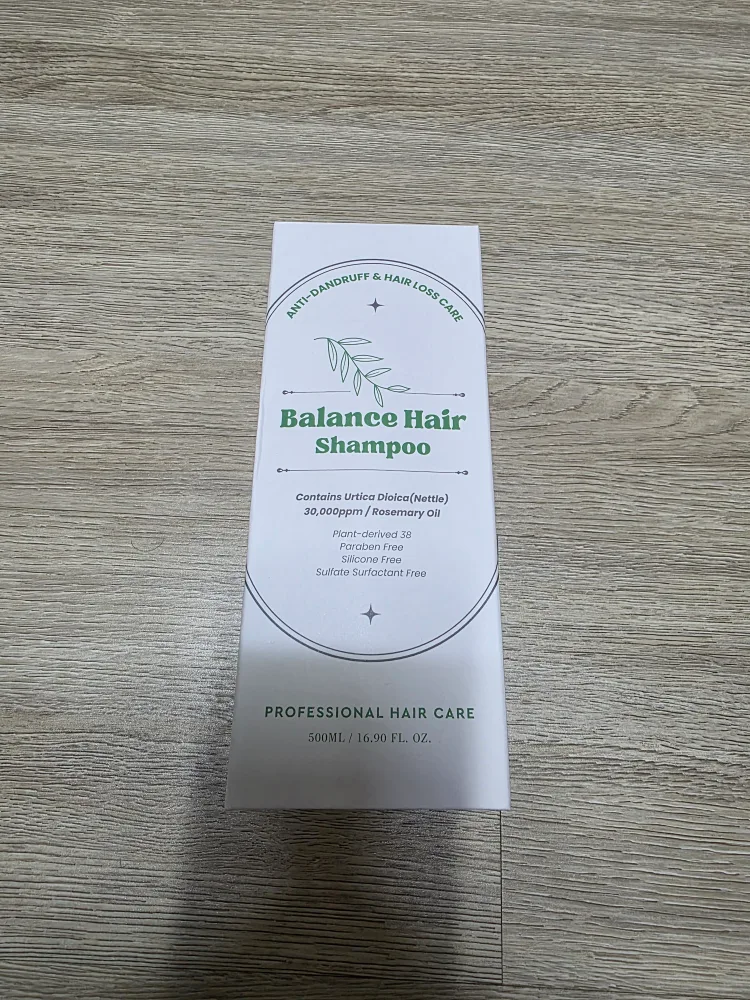 ANTI-DANDRUFF & HAIR LOSS CARE
Balance Hair
Shampoo
Contains Urtica Dioica(Nettle)
30,000ppm / Rosemary Oil
Plant-derived 38
Paraben Free
Silicone Free
Sulfate Surfactant Free
PROFESSIONAL HAIR CARE
500ML / 16.90 FL. OZ.